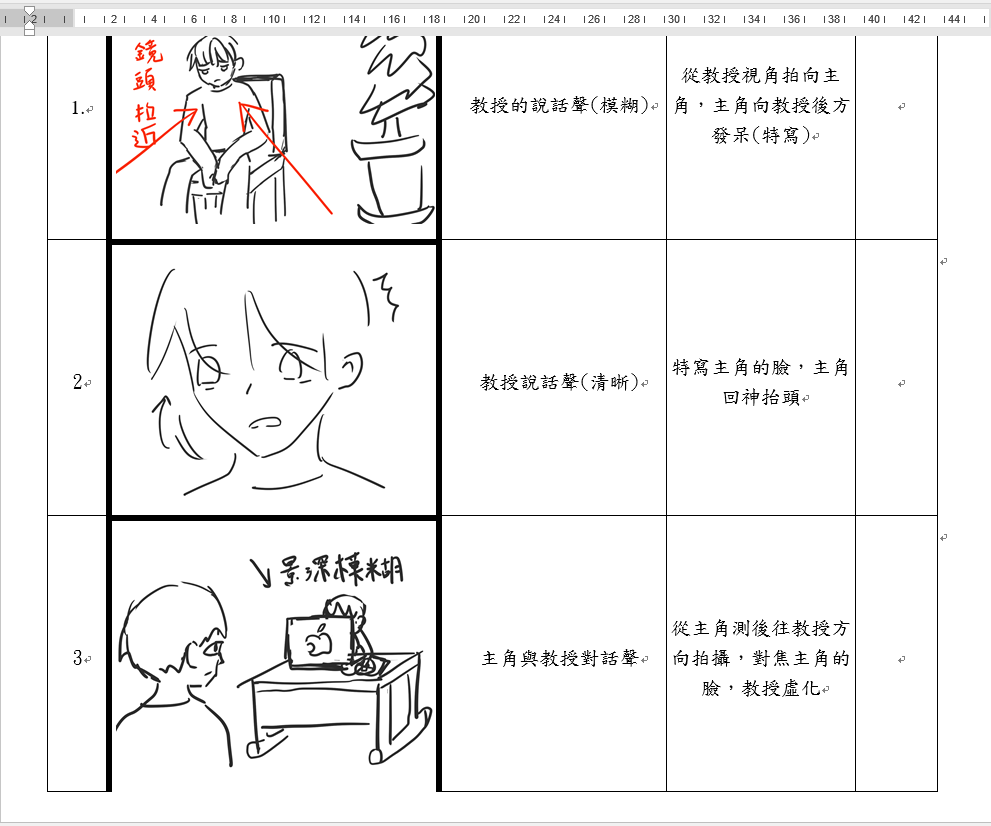 2 2 4 6 8 10 12 14 16 18 20 22 24 26 28 30 32 34 36 38 40 42 44
1.
鏡
頭
拉
近
教授的說話聲(模糊)
從教授視角抬向主
角，主角向教授後方
發呆(特寫)
2
教授說話聲(清晰)
特寫主角的臉，主角
回神抬頭
3
景深模糊
主角與教授對話聲
從主角測後往教授方
向拍攝，對焦主角的
臉，教授虛化